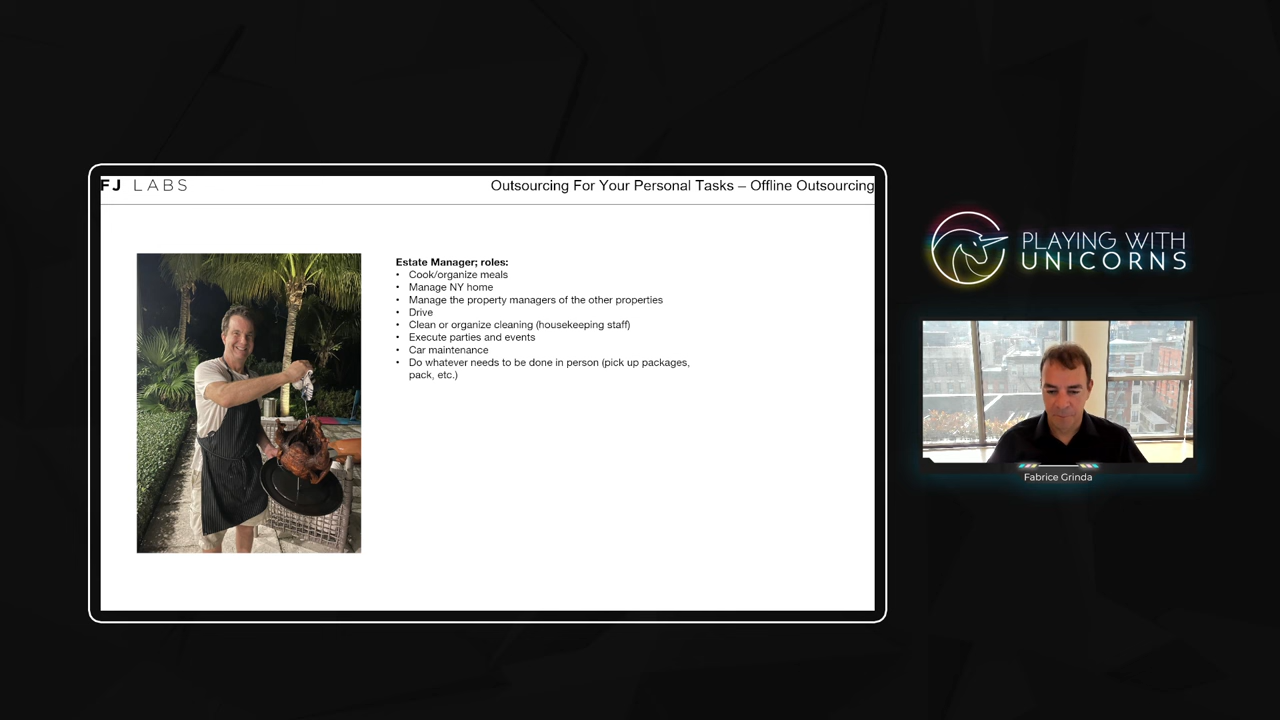 FJ LABS
Outsourcing For Your Personal Tasks – Offline Outsourcing
Estate Manager; roles:
• Cook/organize meals
• Manage NY home
• Manage the property managers of the other properties
• Drive
• Clean or organize cleaning (housekeeping staff)
• Execute parties and events
• Car maintenance
• Do whatever needs to be done in person (pick up packages,
pack, etc.)
PLAYING WITH
UNICORNS
Fabrice Grinda